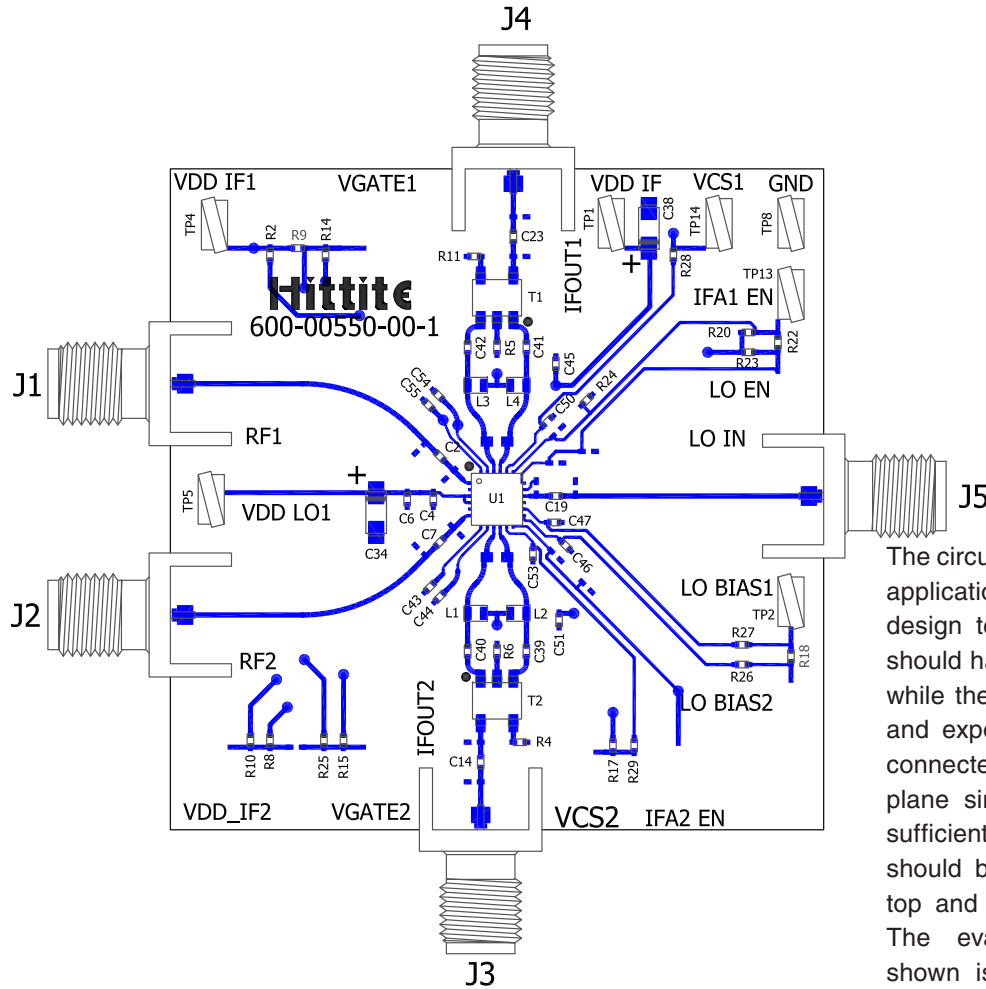 J4
VDD IF1
VGATE1
VDD IF
VCS1
GND
TP4
R2
R9
R14
C23
TP1
C38
TP14
TP8
R11
IFOUT1
R28
TP13
Hittite
T1
IFA1 EN
600-00550-00-1
R20
R22
C42
R5
C41
C45
R23
J1
C54
C55
L3
L4
R24
LO EN
C50
RF1
C2
LO IN
TP5
U1
C19
J5
VDD LO1
C6
C4
C47
C34
C7
C46
C53
C43
C44
LO BIAS1
J2
L1
L2
C51
TP2
R27
C40
R6
C39
R18
RF2
R26
IFOUT2
T2
LO BIAS2
R10
R8
R25
R15
C14
R4
R17
R29
VDD_IF2
VGATE2
VCS2
IFA2 EN
J3
The circu
application
design to
should ha
while the
and expo
connecte
plane sin
sufficient
should b
top and
The eva
shown is